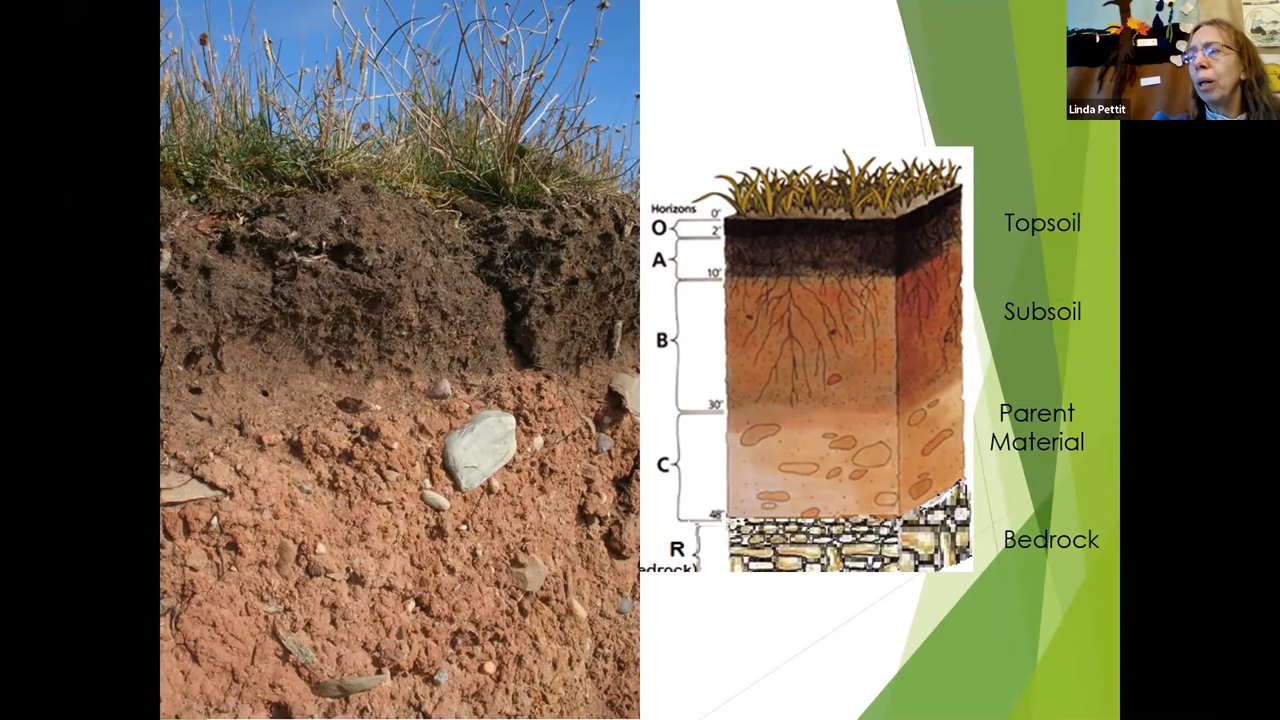 Linda Pettit
Horizons
0"
O
2"
A
10"
B
30"
C
48"
R
edrock)
Topsoil
Subsoil
Parent
Material
Bedrock